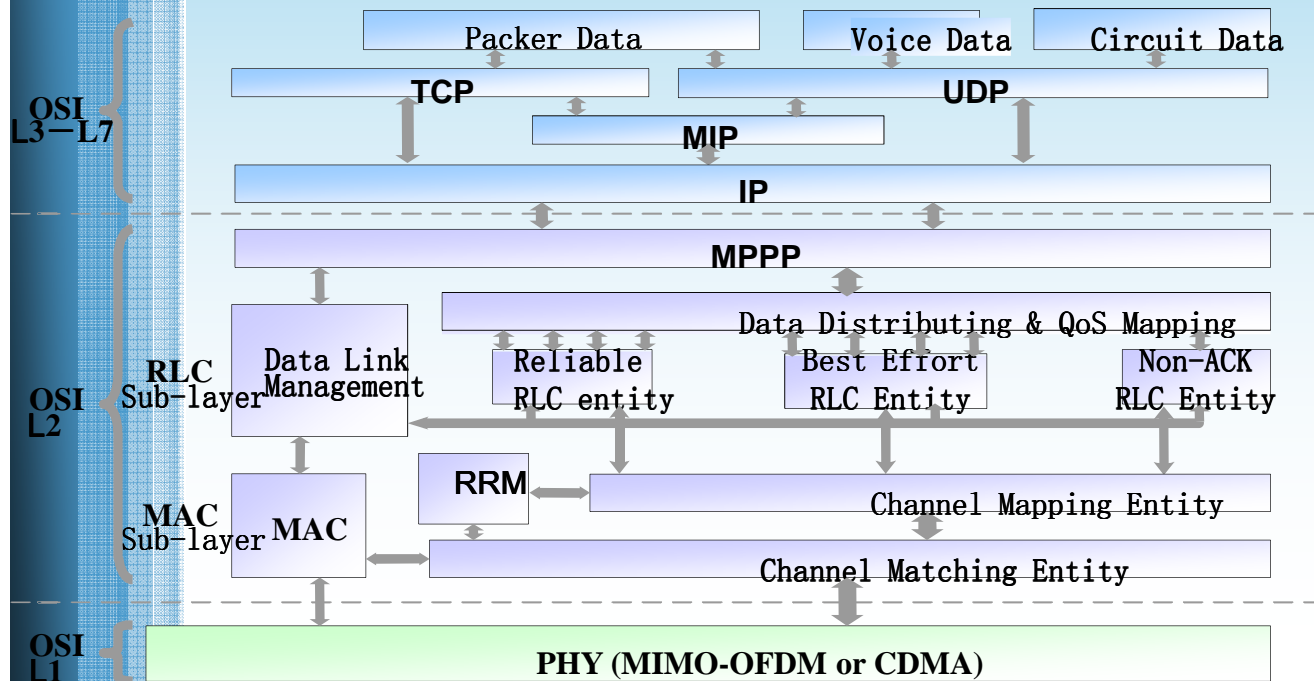 Packer Data
Voice Data
Circuit Data
TCP
UDP
OSI
L3—L7
MIP
IP
MPPP
Data Distributing & QoS Mapping
RLC
Sub-layer
OSI
L2
Data Link
Management
Reliable
RLC entity
Best Effort
RLC Entity
Non-ACK
RLC Entity
RRM
Channel Mapping Entity
MAC
Sub-layer
MAC
Channel Matching Entity
OSI
L1
PHY (MIMO-OFDM or CDMA)